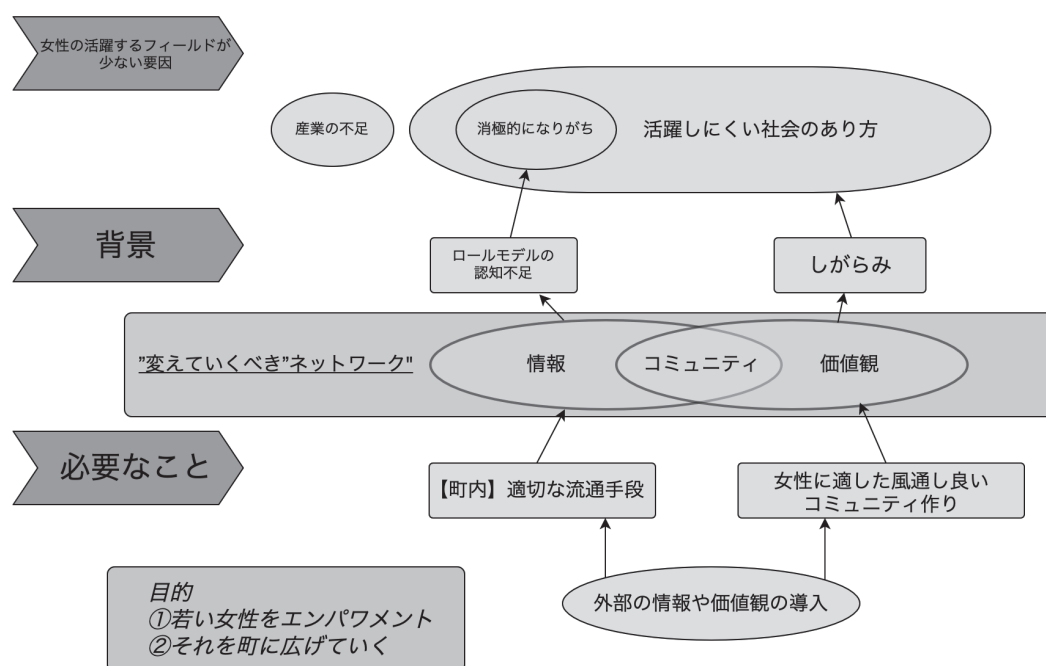 女性の活躍するフィールドが
少ない要因
産業の不足
消極的になりがち
活躍しにくい社会のあり方
背景
ロールモデルの
認知不足
しがらみ
”変えていくべき”ネットワーク"
情報
コミュニティ
価値観
必要なこと
【町内】適切な流通手段
女性に適した風通し良い
コミュニティ作り
外部の情報や価値観の導入
目的
①若い女性をエンパワメント
②それを町に広げていく